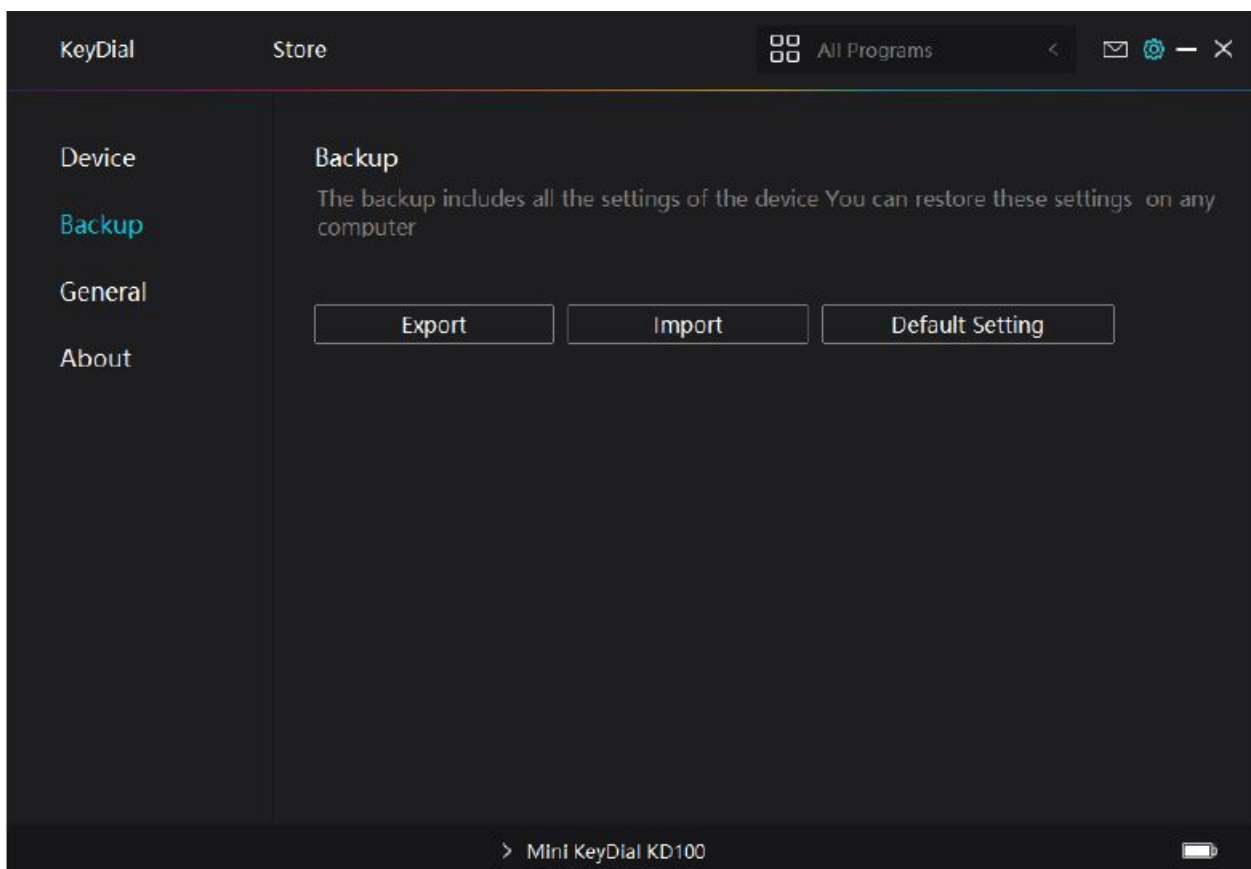 KeyDial Store All Programs
Device
Backup
General
About
Backup
The backup includes all the settings of the device You can restore these settings on any
computer
Export Import Default Setting
Mini KeyDial KD100